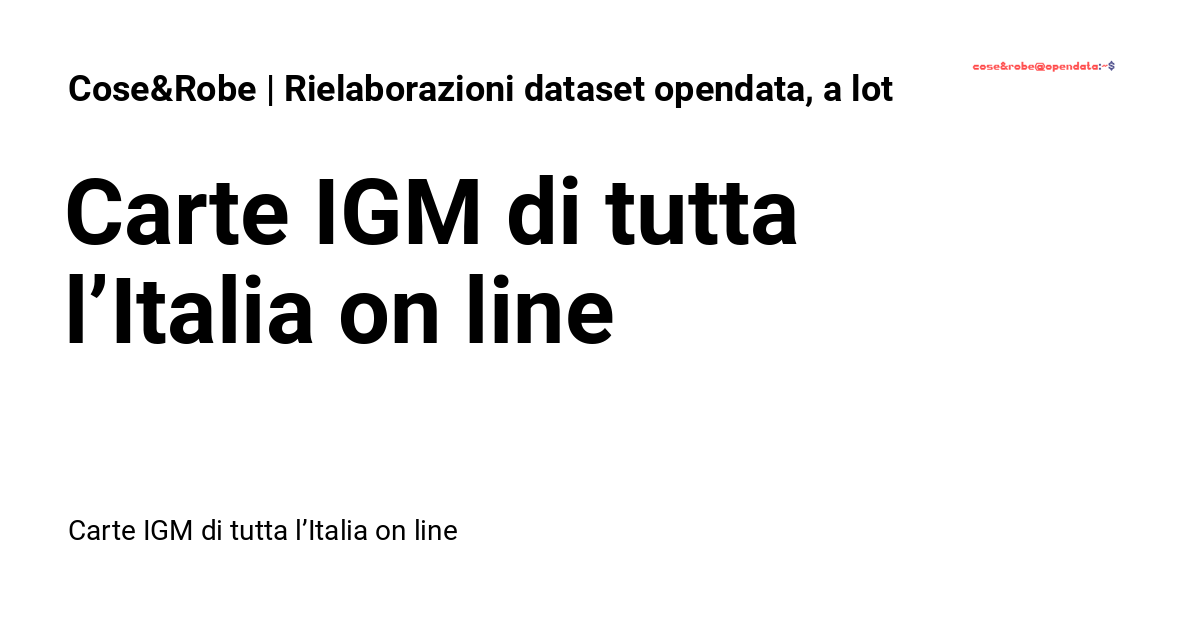 Cose&Robe | Rielaborazioni dataset opendata, a lot
cose&robe@opendata:~$
Carte IGM di tutta
l’Italia on line
Carte IGM di tutta l’Italia on line